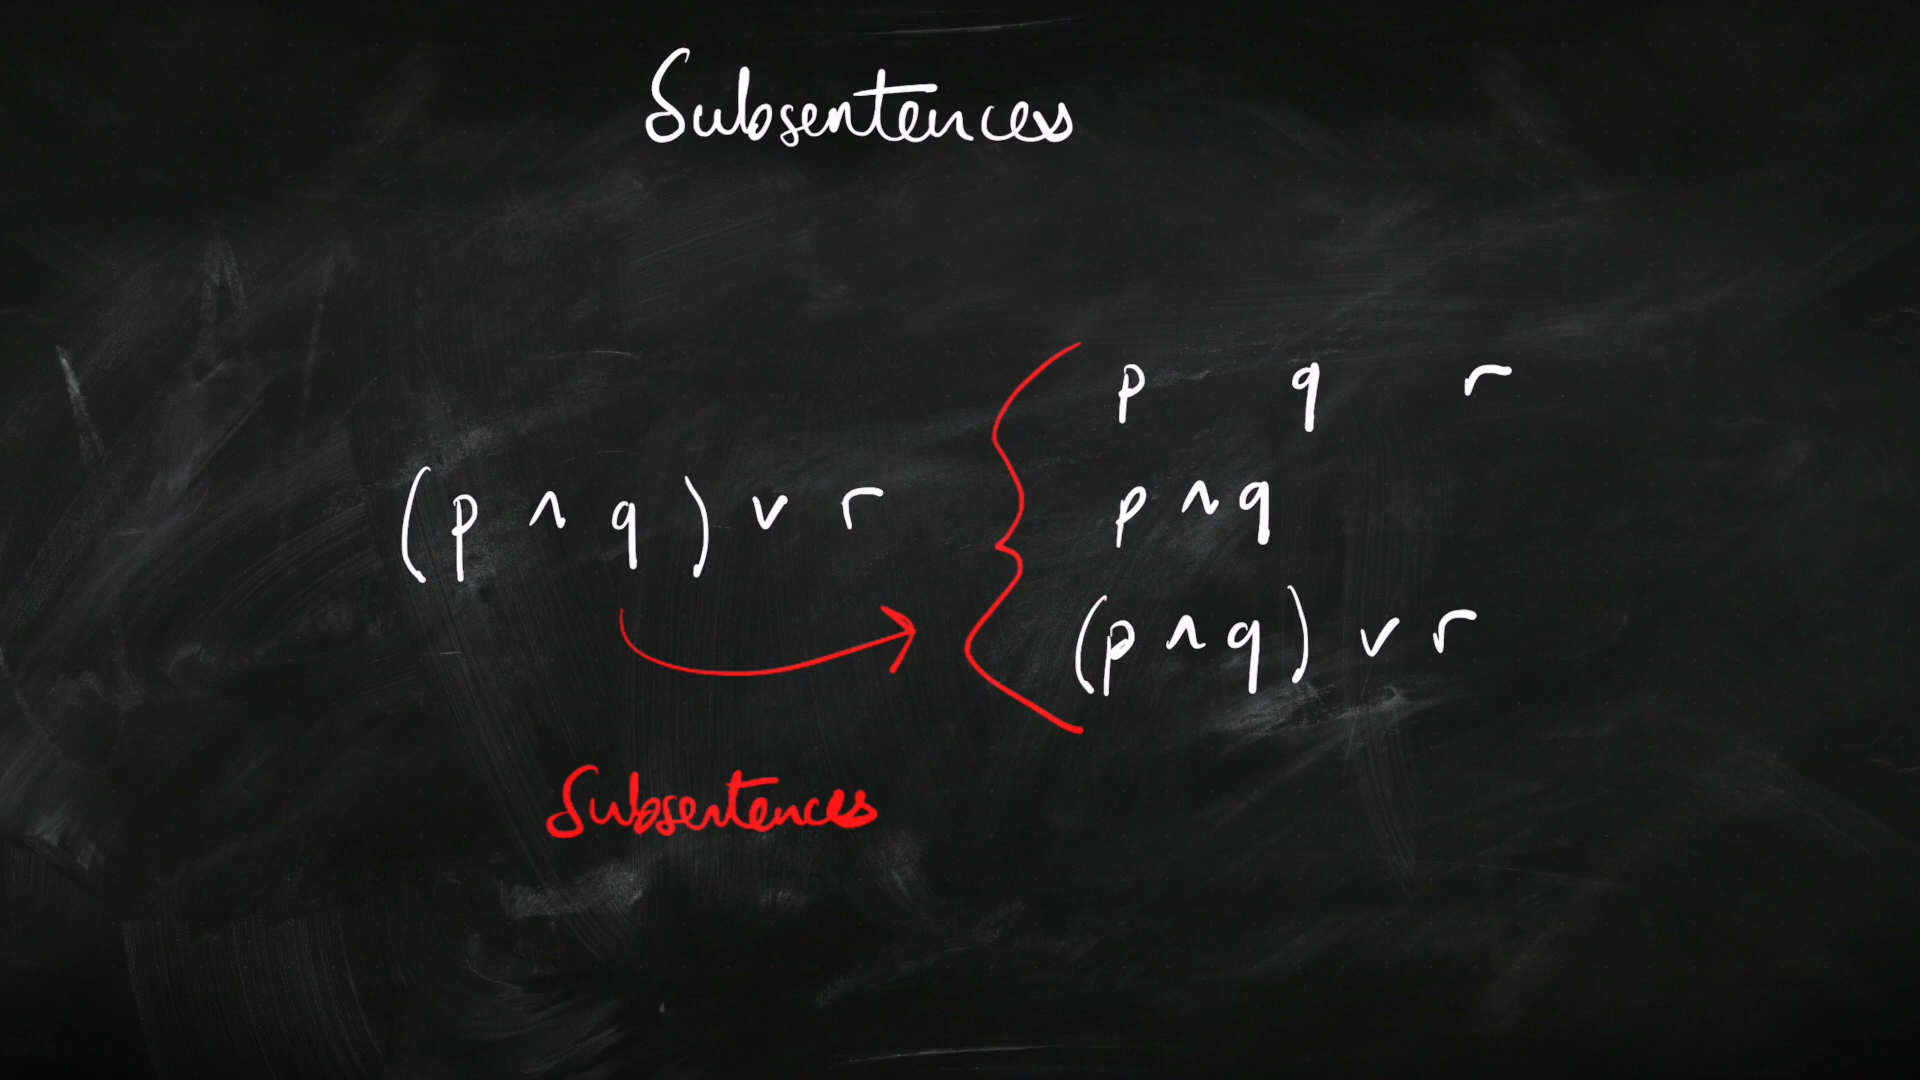 Subsentences
(p ∧ q) ∨ r
p q r
p ∧ q
(p ∧ q) ∨ r
Subsentences